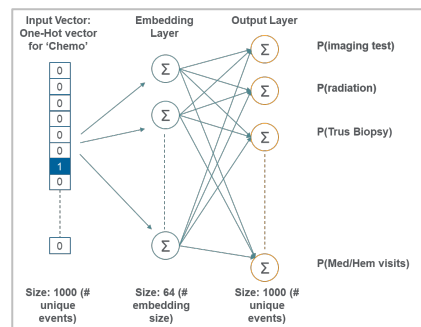 Input Vector:
One-Hot vector
for 'Chemo'
Embedding
Layer
Output Layer
0
0
0
0
0
1
0
0
Σ
Σ
Σ
Σ
Σ
Σ
Σ
P(imaging test)
P(radiation)
P(Trus Biopsy)
P(Med/Hem visits)
Size: 1000 (#
unique
events)
Size: 64 (#
embedding
size)
Size: 1000 (#
unique
events)